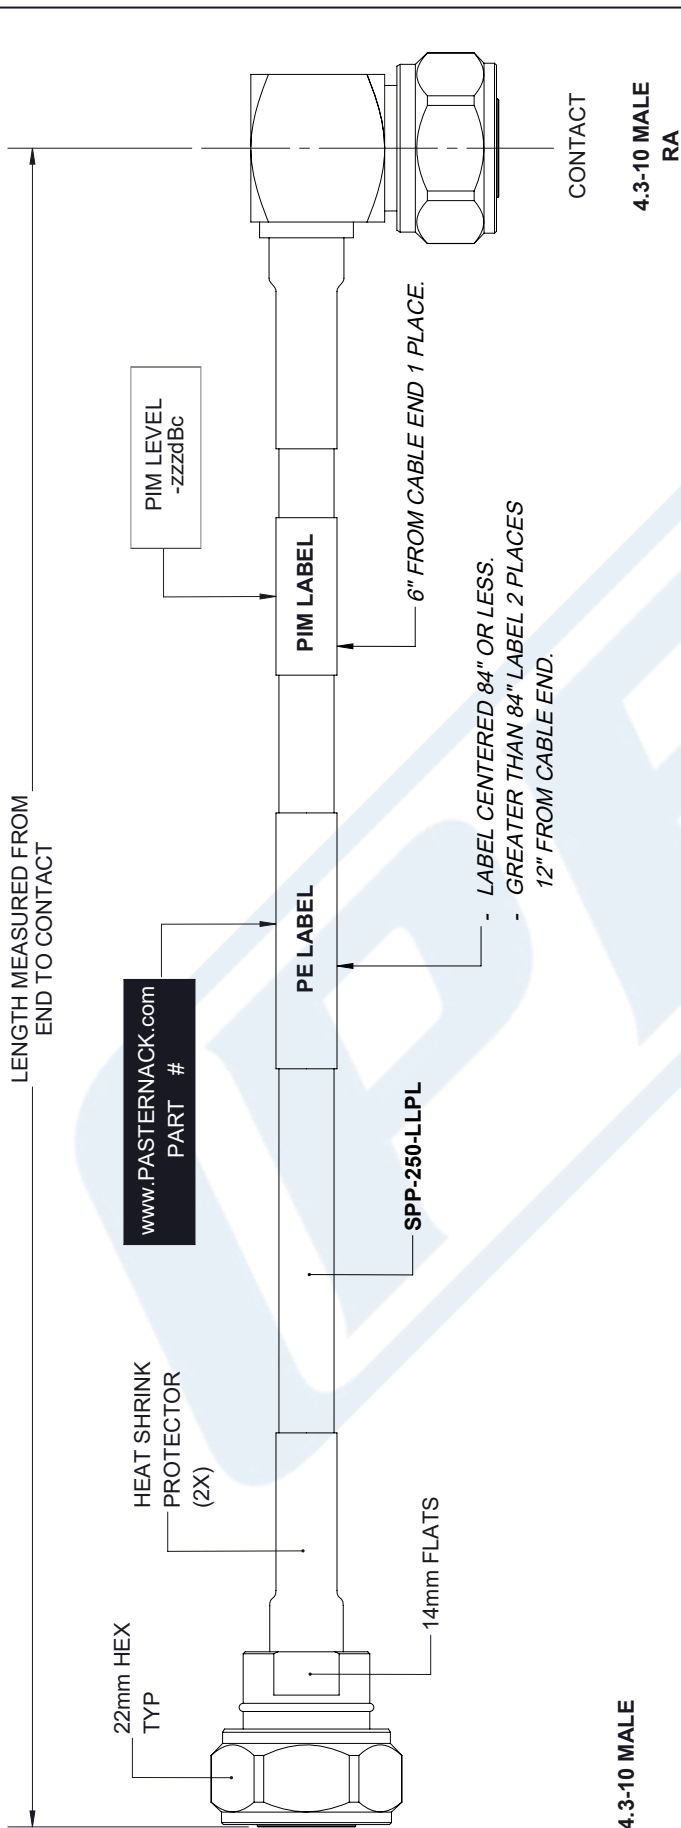 LENGTH MEASURED FROM
END TO CONTACT
22mm HEX
TYP
HEAT SHRINK
PROTECTOR
(2X)
www.PASTERNACK.com
PART #
PIM LEVEL
-zzzdBc
PE LABEL
PIM LABEL
14mm FLATS
SPP-250-LLPL
- LABEL CENTERED 84" OR LESS.
- GREATER THAN 84" LABEL 2 PLACES
12" FROM CABLE END.
6" FROM CABLE END 1 PLACE.
CONTACT
4.3-10 MALE
4.3-10 MALE
RA